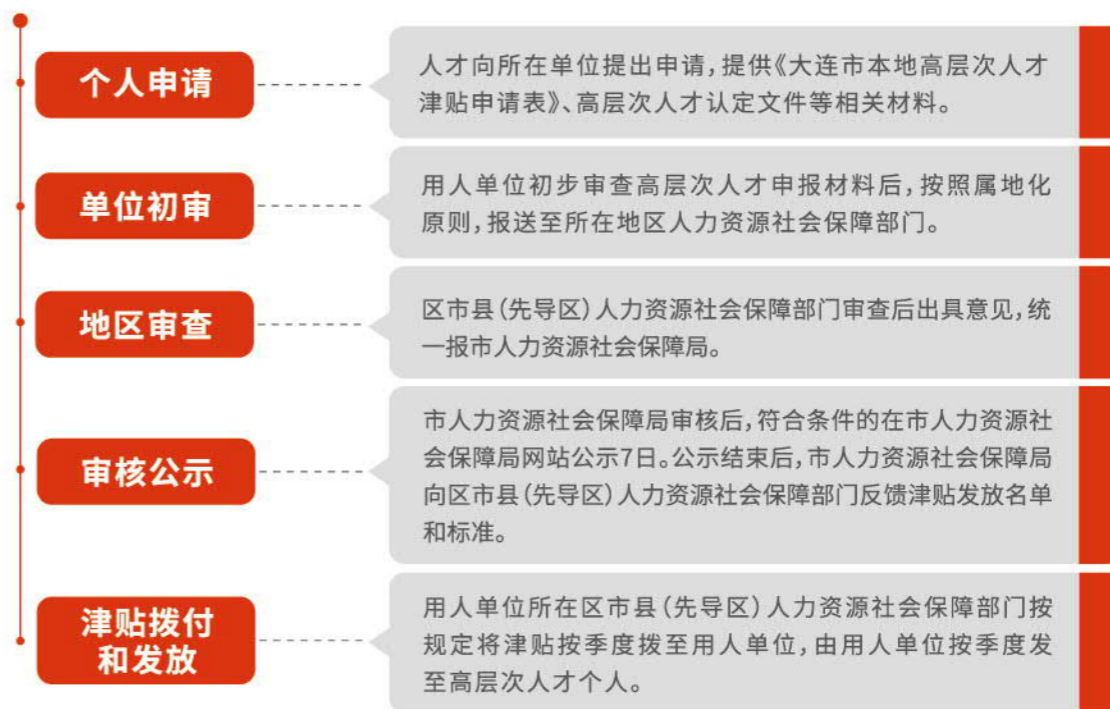 个人申请
人才向所在单位提出申请，提供《大连市本地高层次人才
津贴申请表》、高层次人才认定文件等相关材料。
单位初审
用人单位初步审查高层次人才申报材料后，按照属地化
原则，报送至所在地区人力资源社会保障部门。
地区审查
区市县（先导区）人力资源社会保障部门审查后出具意见，统
一报市人力资源社会保障局。
审核公示
市人力资源社会保障局审核后，符合条件的在市人力资源社
会保障局网站公示7日。公示结束后，市人力资源社会保障局
向区市县（先导区）人力资源社会保障部门反馈津贴发放名单
和标准。
津贴拨付
和发放
用人单位所在区市县（先导区）人力资源社会保障部门按
规定将津贴按季度拨至用人单位，由用人单位按季度发
至高层次人才个人。